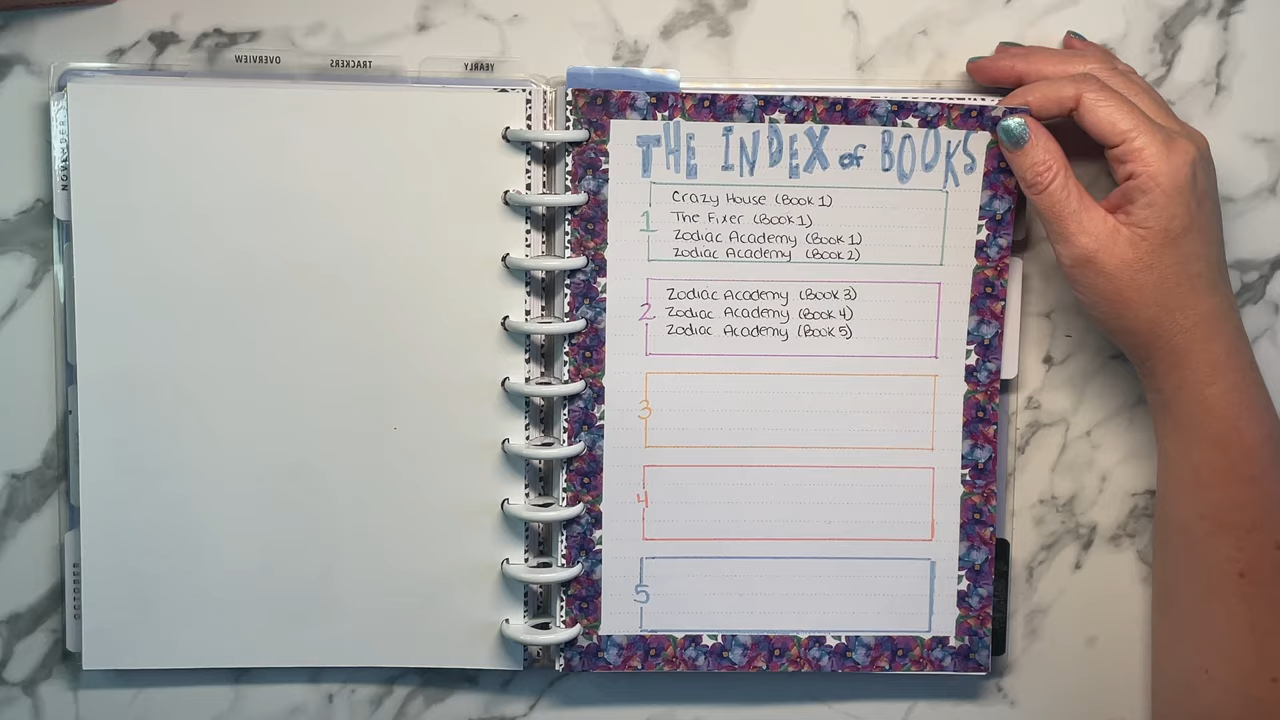 OVERVIEW
TRACKERS
YEARLY
NOVEMBER
OCTOBER
THE INDEX of BOOKS
1
Crazy House (Book 1)
The Fixer (Book 1)
Zodiac Academy (Book 1)
Zodiac Academy (Book 2)
2
Zodiac Academy (Book 3)
Zodiac Academy (Book 4)
Zodiac Academy (Book 5)
3
4
5